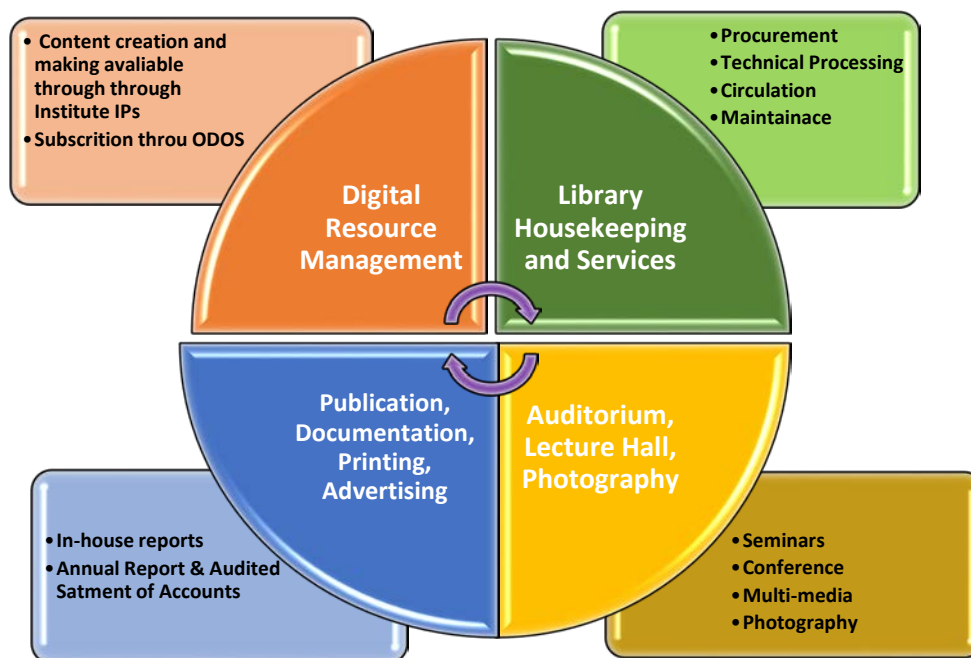 • Content creation and
making avaliable
through through
Institute IPs
• Subscrition throu ODOS
• Procurement
• Technical Processing
• Circulation
• Maintainace
Digital
Resource
Management
Library
Housekeeping
and Services
Publication,
Documentation,
Printing,
Advertising
Auditorium,
Lecture Hall,
Photography
• In-house reports
• Annual Report & Audited
Satment of Accounts
• Seminars
• Conference
• Multi-media
• Photography